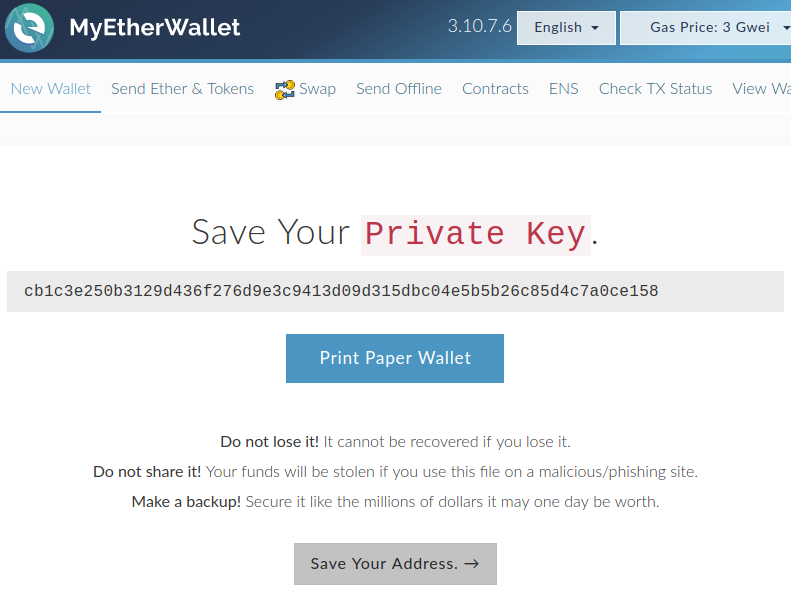 MyEtherWallet
3.10.7.6 English Gas Price: 3 Gwei
New Wallet Send Ether & Tokens Swap Send Offline Contracts ENS Check TX Status View
Save Your Private Key.
cb1c3e250b3129d436f276d9e3c9413d09d315dbc04e5b5b26c85d4c7a0ce158
Print Paper Wallet
Do not lose it! It cannot be recovered if you lose it.
Do not share it! Your funds will be stolen if you use this file on a malicious/phishing site.
Make a backup! Secure it like the millions of dollars it may one day be worth.
Save Your Address. →